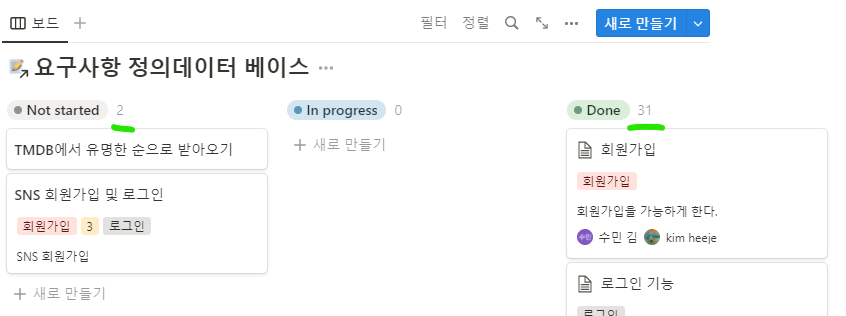 보드
필터 정렬 새로 만들기
요구사항 정의데이터 베이스
Not started 2
TMDB에서 유명한 순으로 받아오기
SNS 회원가입 및 로그인
회원가입 3 로그인
SNS 회원가입
새로 만들기
In progress 0
새로 만들기
Done 31
회원가입
회원가입
회원가입을 가능하게 한다.
수민 수민 김 kim heeje
로그인 기능
로그인